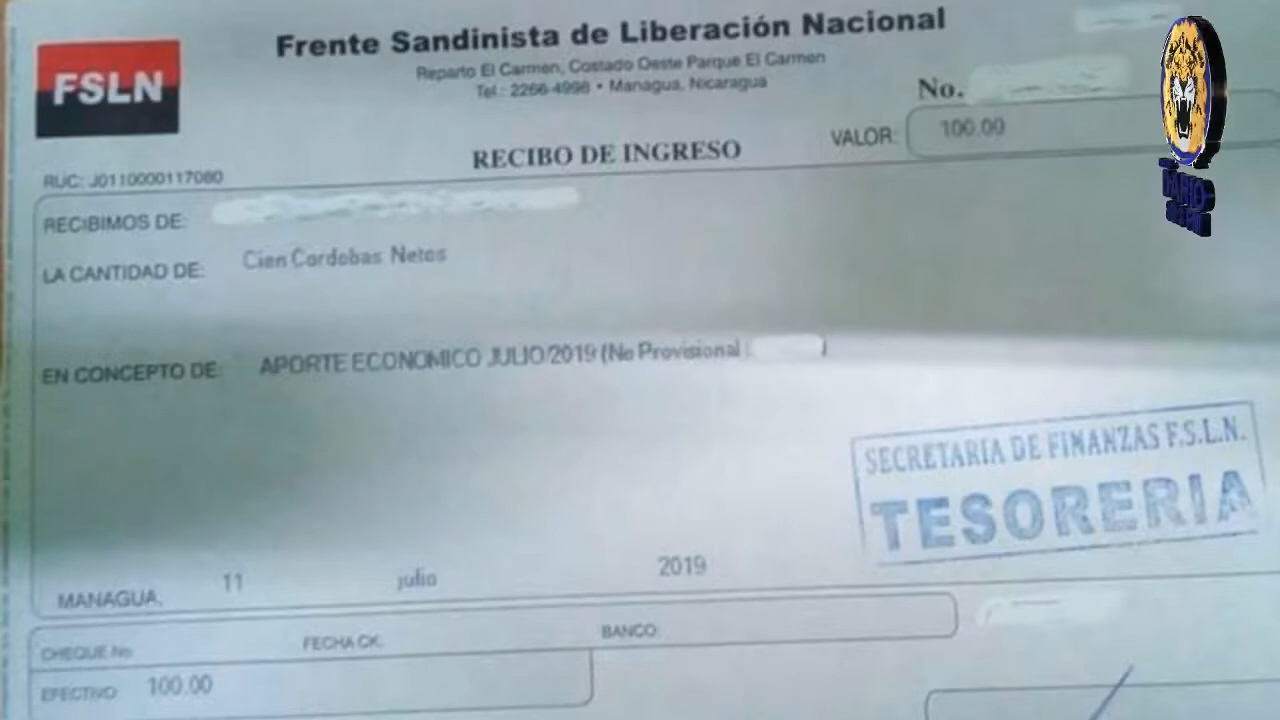 FSLN
Frente Sandinista de Liberación Nacional
Reparto El Carmen, Costado Oeste Parque El Carmen
Tel.: 2266-4998 • Managua, Nicaragua
No.
RECIBO DE INGRESO
VALOR: 100.00
RUC: J0110000117080
RECIBIMOS DE:
LA CANTIDAD DE: Cien Cordobas Netos
EN CONCEPTO DE: APORTE ECONOMICO JULIO/2019 (No Provisional )
SECRETARIA DE FINANZAS F.S.L.N.
TESORERIA
MANAGUA, 11 julio 2019
CHEQUE No FECHA CK. BANCO:
EFECTIVO 100.00
DARIO